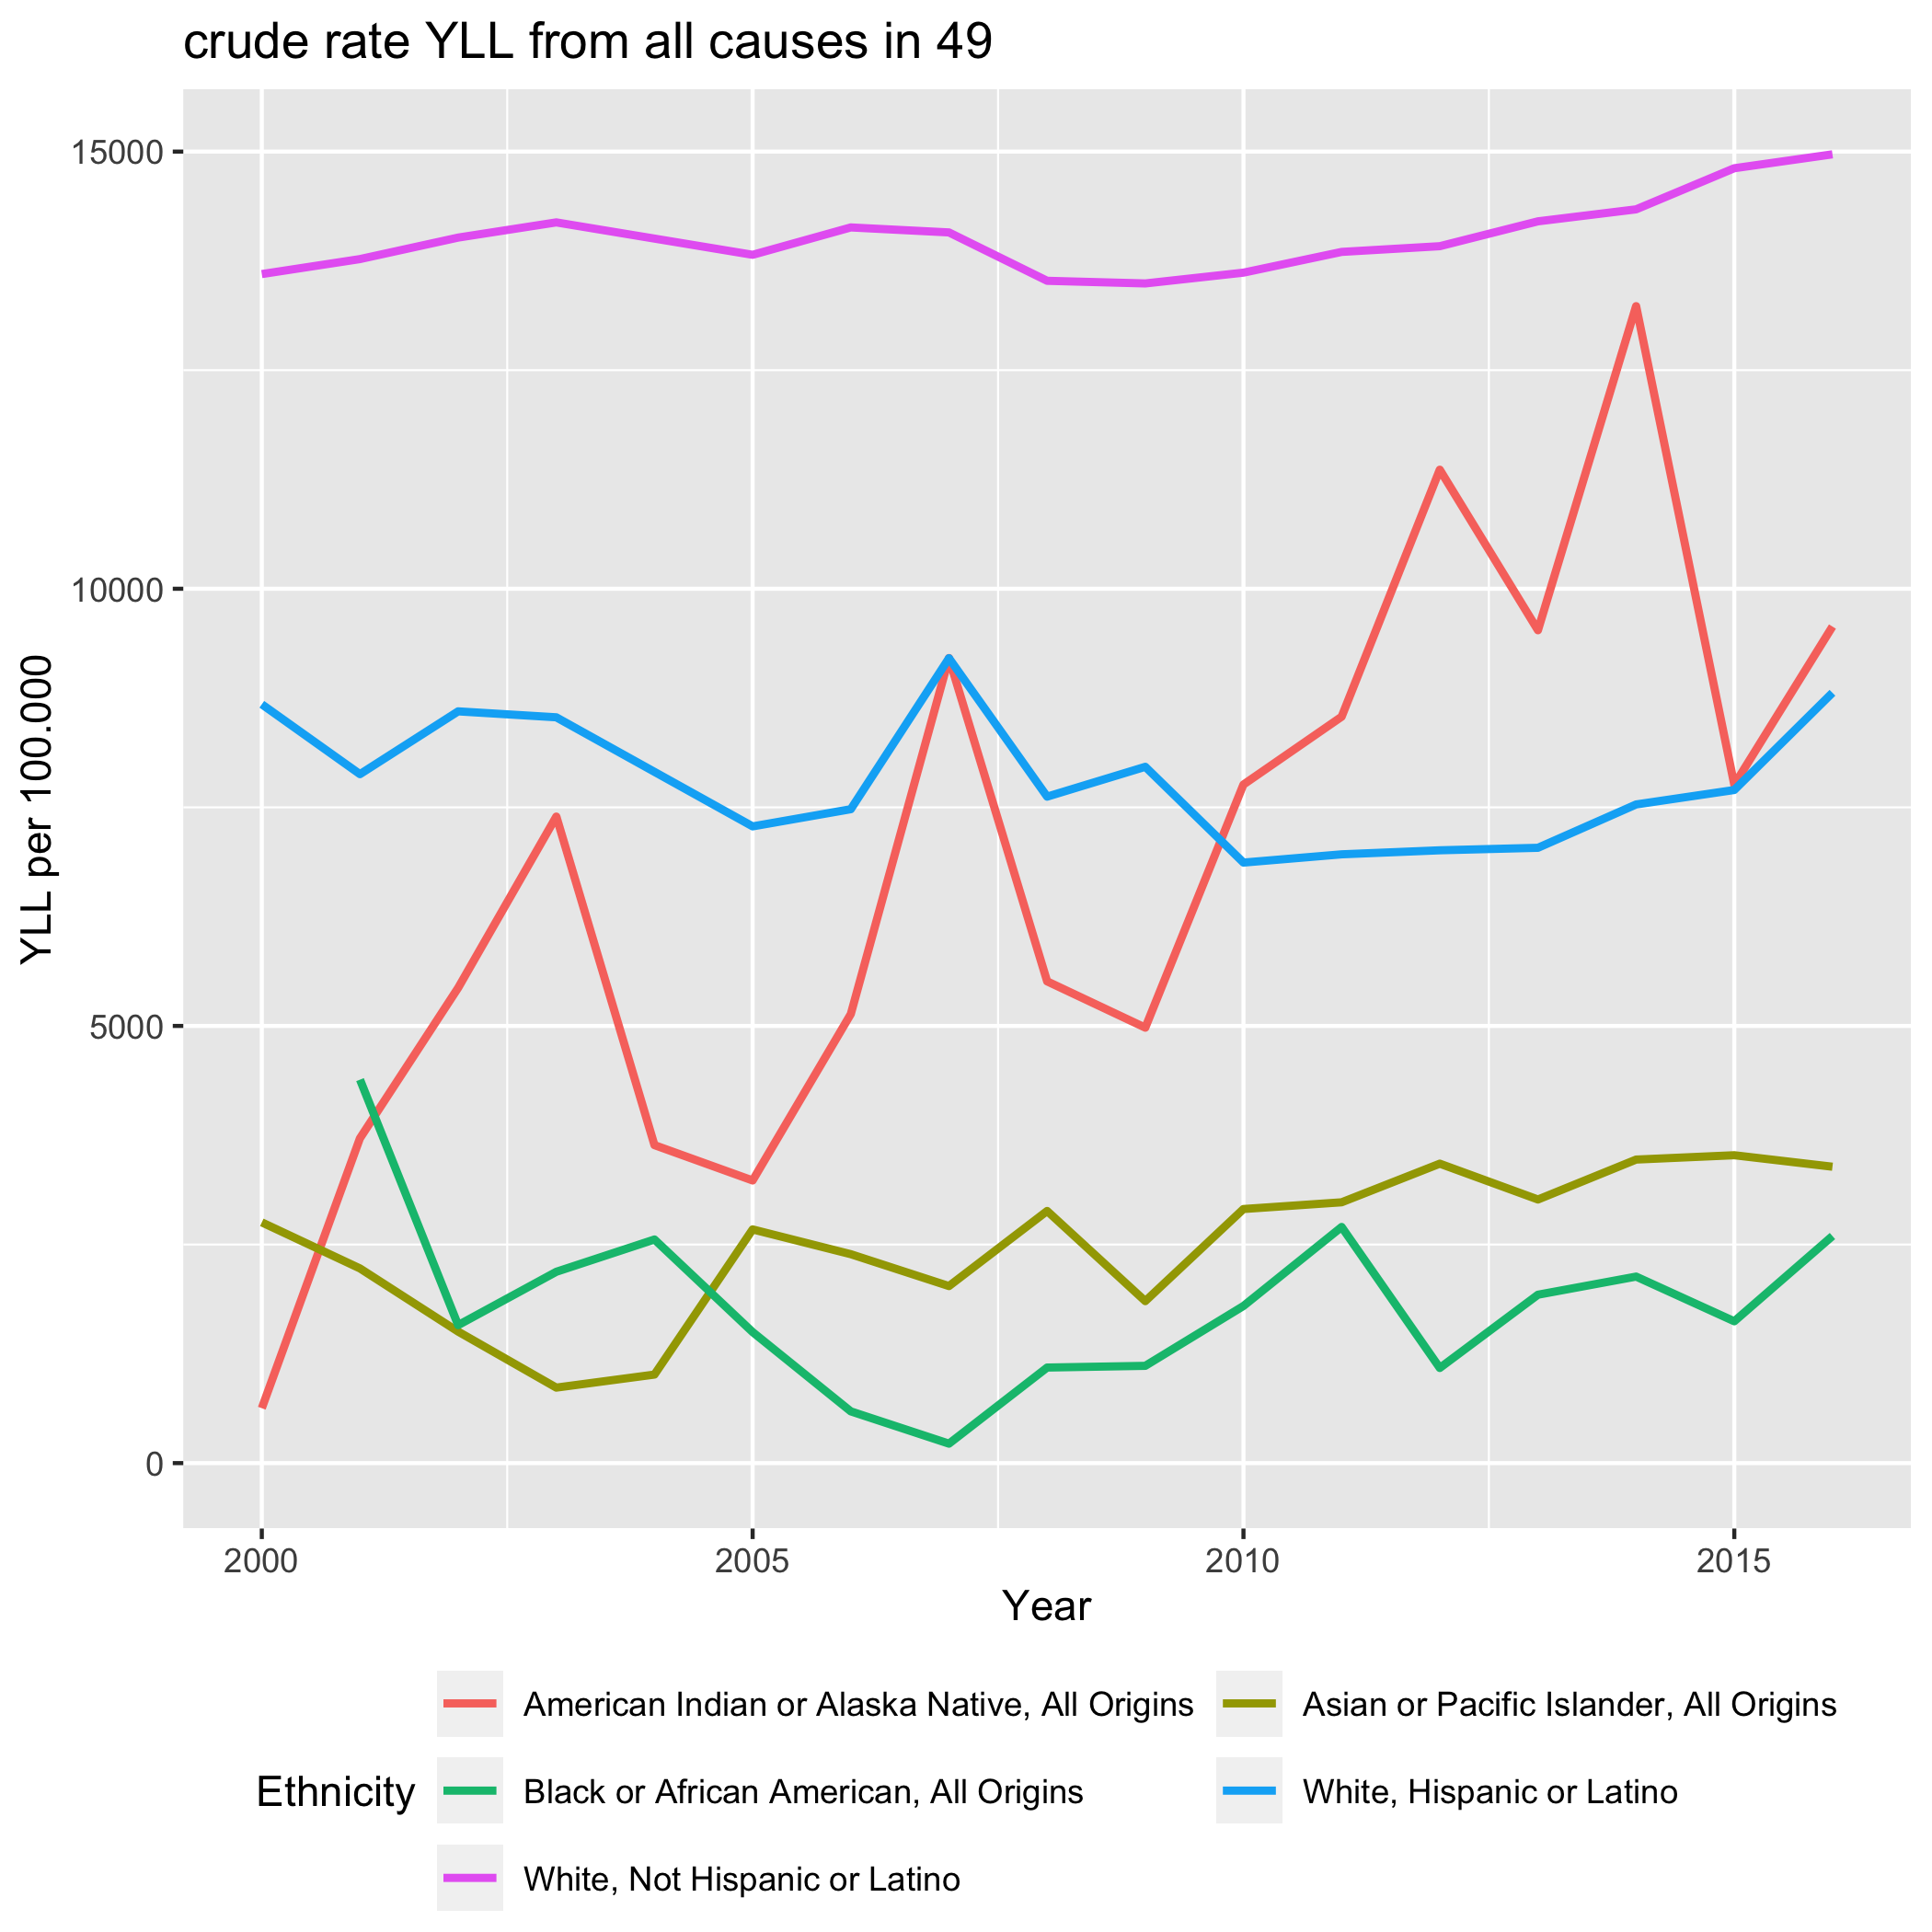 crude rate YLL from all causes in 49
15000
10000
5000
0
YLL per 100.000
2000 2005 2010 2015
Year
Ethnicity
American Indian or Alaska Native, All Origins
Asian or Pacific Islander, All Origins
Black or African American, All Origins
White, Hispanic or Latino
White, Not Hispanic or Latino